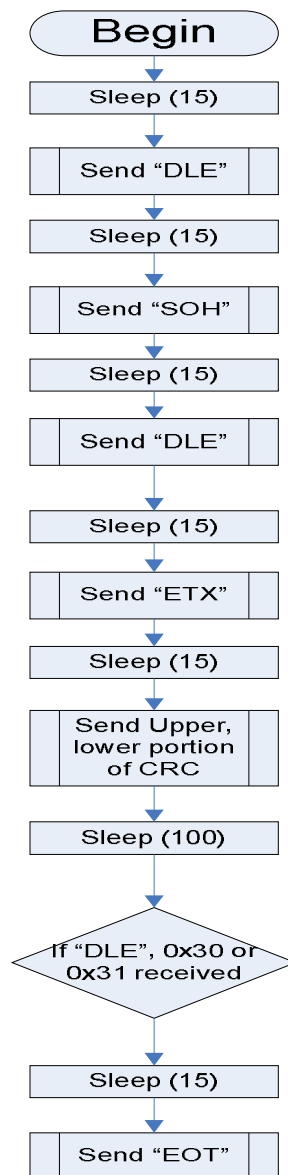 Begin
Sleep (15)
Send “DLE”
Sleep (15)
Send “SOH”
Sleep (15)
Send “DLE”
Sleep (15)
Send “ETX”
Sleep (15)
Send Upper,
lower portion
of CRC
Sleep (100)
If “DLE”, 0x30 or
0x31 received
Sleep (15)
Send “EOT”